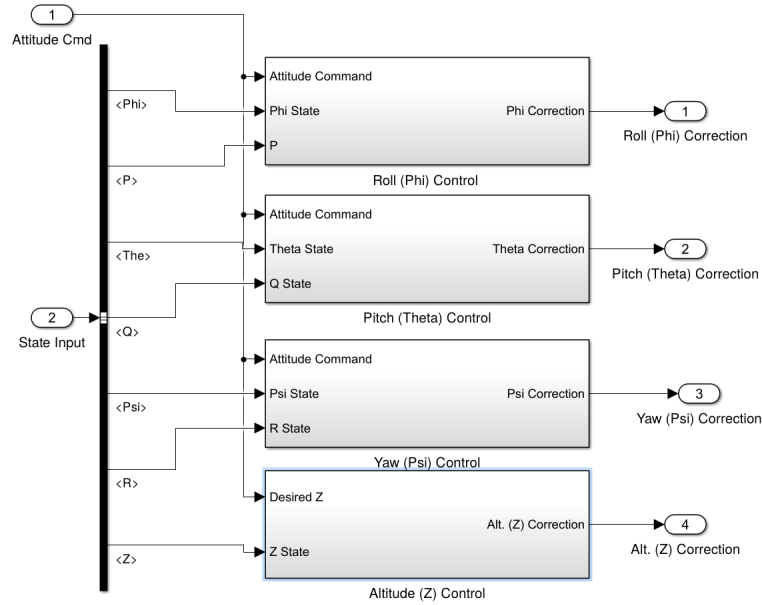 1
Attitude Cmd
<Phi>
<P>
<The>
<Q>
2
State Input
<Psi>
<R>
<Z>
Attitude Command
Phi State
P
Phi Correction
Roll (Phi) Control
1
Roll (Phi) Correction
Attitude Command
Theta State
Q State
Theta Correction
Pitch (Theta) Control
2
Pitch (Theta) Correction
Attitude Command
Psi State
R State
Psi Correction
Yaw (Psi) Control
3
Yaw (Psi) Correction
Desired Z
Z State
Alt. (Z) Correction
Altitude (Z) Control
4
Alt. (Z) Correction